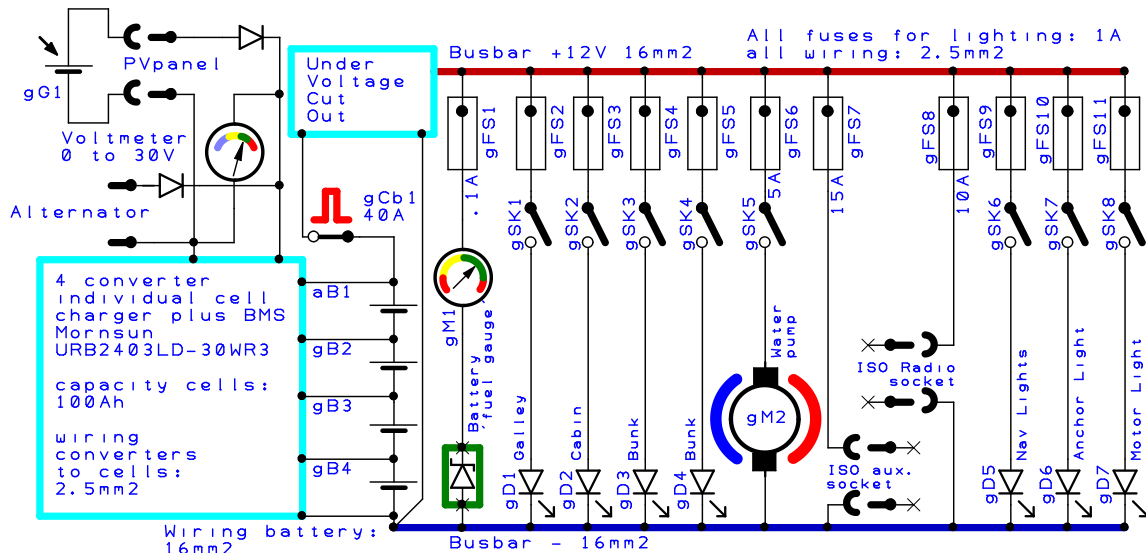 Busbar +12V 16mm2
All fuses for lighting: 1A
all wiring: 2.5mm2
PVpanel
gG1
Under
Voltage
Cut
Out
Voltmeter
0 to 30V
Alternator
gCb1
40A
4 converter
individual cell
charger plus BMS
Mornsun
URB2403LD-30WR3
capacity cells:
100Ah
wiring
converters
to cells:
2.5mm2
aB1
gB2
gB3
gB4
Wiring battery:
16mm2
gFS1
gFS2
gFS3
gFS4
gFS5
gFS6
gFS7
gFS8
gFS9
gFS10
gFS11
.1A
5A
15A
10A
gSK1
gSK2
gSK3
gSK4
gSK5
gSK6
gSK7
gSK8
gM1
Battery
'fuel gauge'
Galley
Cabin
Bunk
Bunk
Water
pump
gM2
ISO Radio
socket
ISO aux.
socket
Nav Lights
Anchor Light
Motor Light
gD1
gD2
gD3
gD4
gD5
gD6
gD7
Busbar - 16mm2